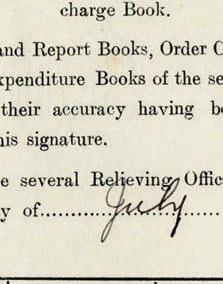 charge Book.
and Report Books, Order
xpenditure Books of the se
their accuracy having be
his signature.
e several Relieving Offic
y of..........July........